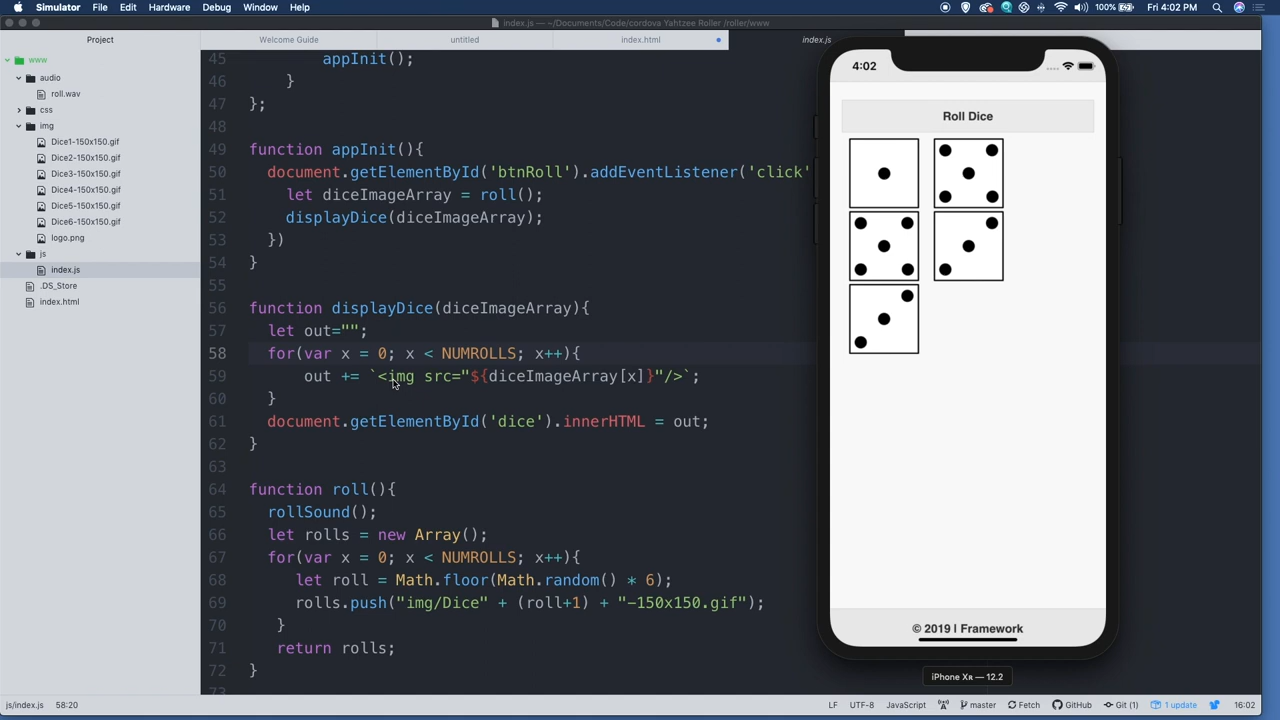 Simulator File Edit Hardware Debug Window Help 100% Fri 4:02 PM
index.js — ~/Documents/Code/cordova Yahtzee Roller /roller/www
Project
Welcome Guide
untitled
index.html
index.js
www
audio
roll.wav
css
img
Dice1-150x150.gif
Dice2-150x150.gif
Dice3-150x150.gif
Dice4-150x150.gif
Dice5-150x150.gif
Dice6-150x150.gif
logo.png
js
index.js
.DS_Store
index.html
45 appInit();
46 }
47 };
48
49 function appInit(){
50 document.getElementById('btnRoll').addEventListener('click'
51 let diceImageArray = roll();
52 displayDice(diceImageArray);
53 })
54 }
55
56 function displayDice(diceImageArray){
57 let out="";
58 for(var x = 0; x < NUMROLLS; x++){
59 out += `<img src="${diceImageArray[x]}"/>`;
60 }
61 document.getElementById('dice').innerHTML = out;
62 }
63
64 function roll(){
65 rollSound();
66 let rolls = new Array();
67 for(var x = 0; x < NUMROLLS; x++){
68 let roll = Math.floor(Math.random() * 6);
69 rolls.push("img/Dice" + (roll+1) + "-150x150.gif");
70 }
71 return rolls;
72 }
73
4:02
Roll Dice
© 2019 | Framework
iPhone Xʀ — 12.2
js/index.js 58:20 LF UTF-8 JavaScript master Fetch GitHub Git (1) 1 update 16:02